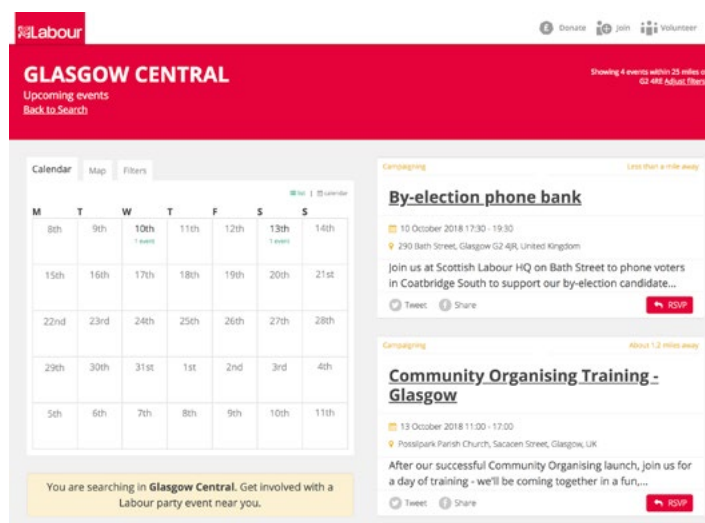 Labour
Donate
Join
Volunteer
GLASGOW CENTRAL
Upcoming events
Back to Search
Showing 4 events within 25 miles o
G2 4RE Adjust filters
Calendar
Map
Filters
list | calendar
M T W T F S S
8th 9th 10th 11th 12th 13th 14th
1 event 1 event
15th 16th 17th 18th 19th 20th 21st
22nd 23rd 24th 25th 26th 27th 28th
29th 30th 31st 1st 2nd 3rd 4th
5th 6th 7th 8th 9th 10th 11th
You are searching in Glasgow Central. Get involved with a
Labour party event near you.
Campaigning
Less than a mile away
By-election phone bank
10 October 2018 17:30 - 19:30
290 Bath Street, Glasgow G2 4JR, United Kingdom
Join us at Scottish Labour HQ on Bath Street to phone voters
in Coatbridge South to support our by-election candidate...
Tweet
Share
RSVP
Campaigning
About 1.2 miles away
Community Organising Training -
Glasgow
13 October 2018 11:00 - 17:00
Possilpark Parish Church, Sacacen Street, Glasgow, UK
After our successful Community Organising launch, join us for
a day of training - we'll be coming together in a fun,...
Tweet
Share
RSVP